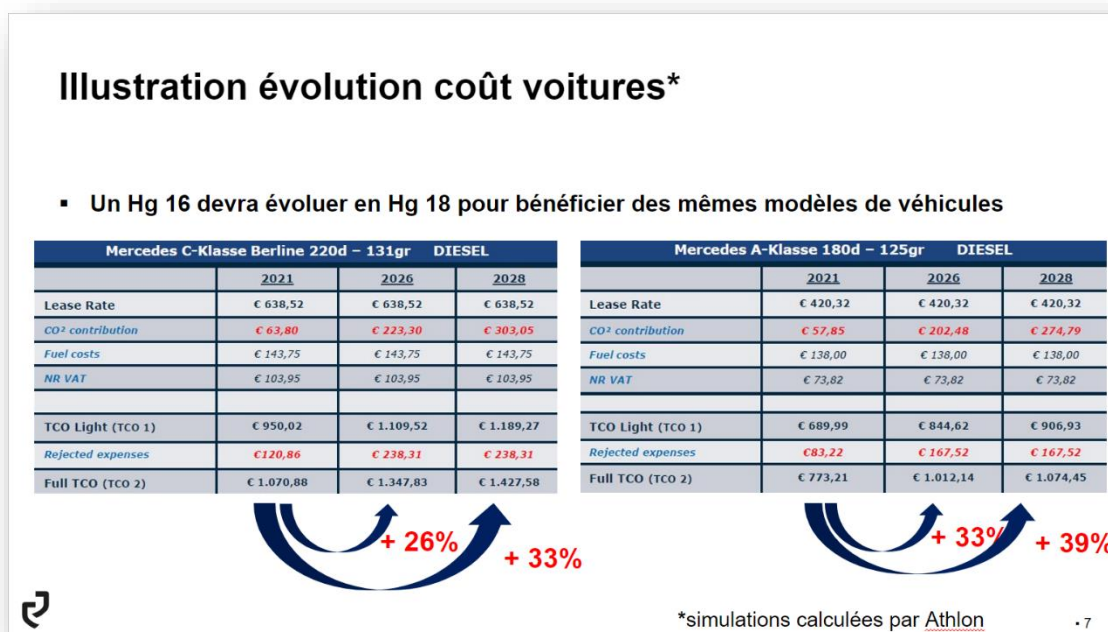 Illustration évolution coût voitures*
▪ Un Hg 16 devra évoluer en Hg 18 pour bénéficier des mêmes modèles de véhicules
Mercedes C-Klasse Berline 220d – 131gr DIESEL
2021 2026 2028
Lease Rate € 638,52 € 638,52 € 638,52
CO² contribution € 63,80 € 223,30 € 303,05
Fuel costs € 143,75 € 143,75 € 143,75
NR VAT € 103,95 € 103,95 € 103,95
TCO Light (TCO 1) € 950,02 € 1.109,52 € 1.189,27
Rejected expenses €120,86 € 238,31 € 238,31
Full TCO (TCO 2) € 1.070,88 € 1.347,83 € 1.427,58
+ 26%
+ 33%
Mercedes A-Klasse 180d – 125gr DIESEL
2021 2026 2028
Lease Rate € 420,32 € 420,32 € 420,32
CO² contribution € 57,85 € 202,48 € 274,79
Fuel costs € 138,00 € 138,00 € 138,00
NR VAT € 73,82 € 73,82 € 73,82
TCO Light (TCO 1) € 689,99 € 844,62 € 906,93
Rejected expenses €83,22 € 167,52 € 167,52
Full TCO (TCO 2) € 773,21 € 1.012,14 € 1.074,45
+ 33%
+ 39%
*simulations calculées par Athlon
▪ 7